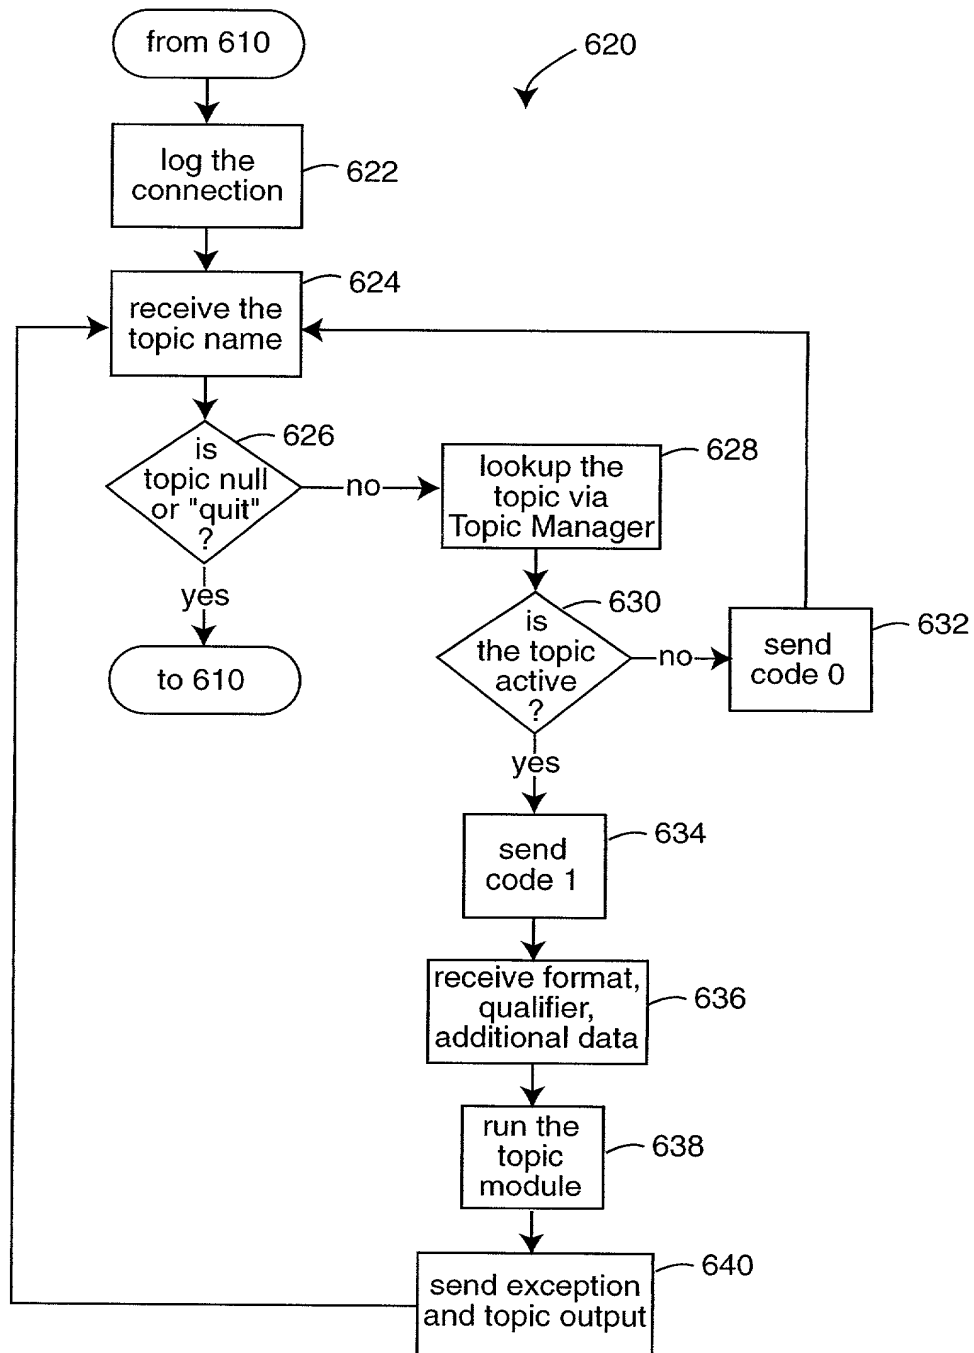 from 610
620
log the
connection
622
624
receive the
topic name
626
is
topic null
or "quit"
?
no
lookup the
topic via
Topic Manager
628
yes
to 610
630
is
the topic
active
?
no
send
code 0
632
yes
send
code 1
634
receive format,
qualifier,
additional data
636
run the
topic
module
638
send exception
and topic output
640